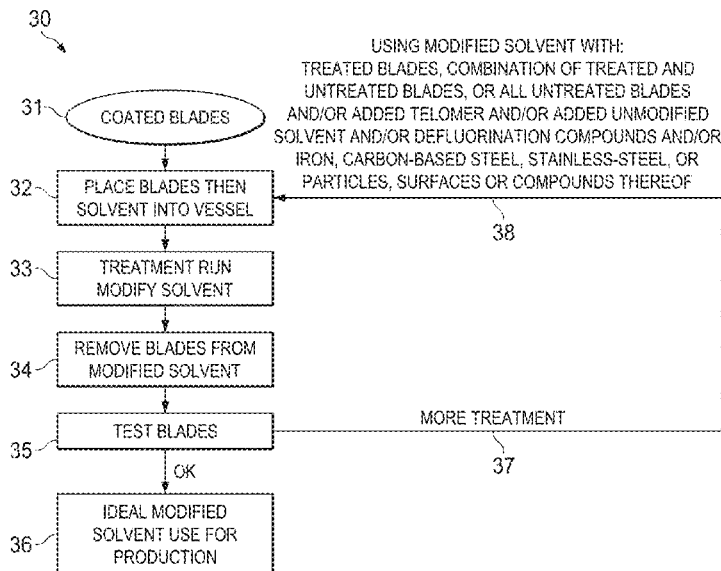 30
USING MODIFIED SOLVENT WITH:
TREATED BLADES, COMBINATION OF TREATED AND
UNTREATED BLADES, OR ALL UNTREATED BLADES
AND/OR ADDED TELOMER AND/OR ADDED UNMODIFIED
SOLVENT AND/OR DEFLUORINATION COMPOUNDS AND/OR
IRON, CARBON-BASED STEEL, STAINLESS-STEEL, OR
PARTICLES, SURFACES OR COMPOUNDS THEREOF
31
COATED BLADES
32
PLACE BLADES THEN
SOLVENT INTO VESSEL
38
33
TREATMENT RUN
MODIFY SOLVENT
34
REMOVE BLADES FROM
MODIFIED SOLVENT
35
TEST BLADES
MORE TREATMENT
37
OK
36
IDEAL MODIFIED
SOLVENT USE FOR
PRODUCTION